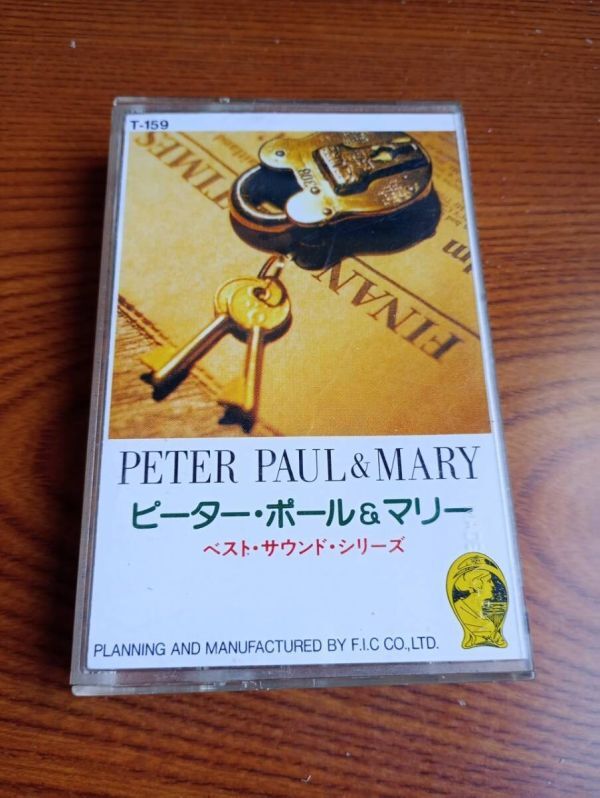 T-159
TIMES
FINAN
308
PETER PAUL & MARY
ピーター・ポール&マリー
ベスト・サウンド・シリーズ
PLANNING AND MANUFACTURED BY F.I.C CO.,LTD.